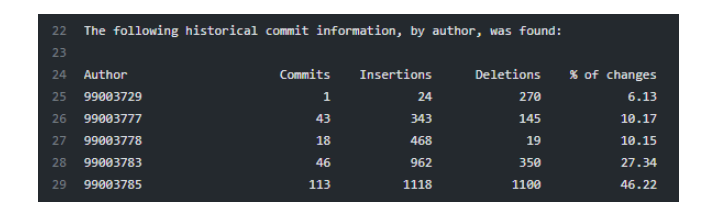 22 The following historical commit information, by author, was found:
23
24 Author Commits Insertions Deletions % of changes
25 99003729 1 24 270 6.13
26 99003777 43 343 145 10.17
27 99003778 18 468 19 10.15
28 99003783 46 962 350 27.34
29 99003785 113 1118 1100 46.22